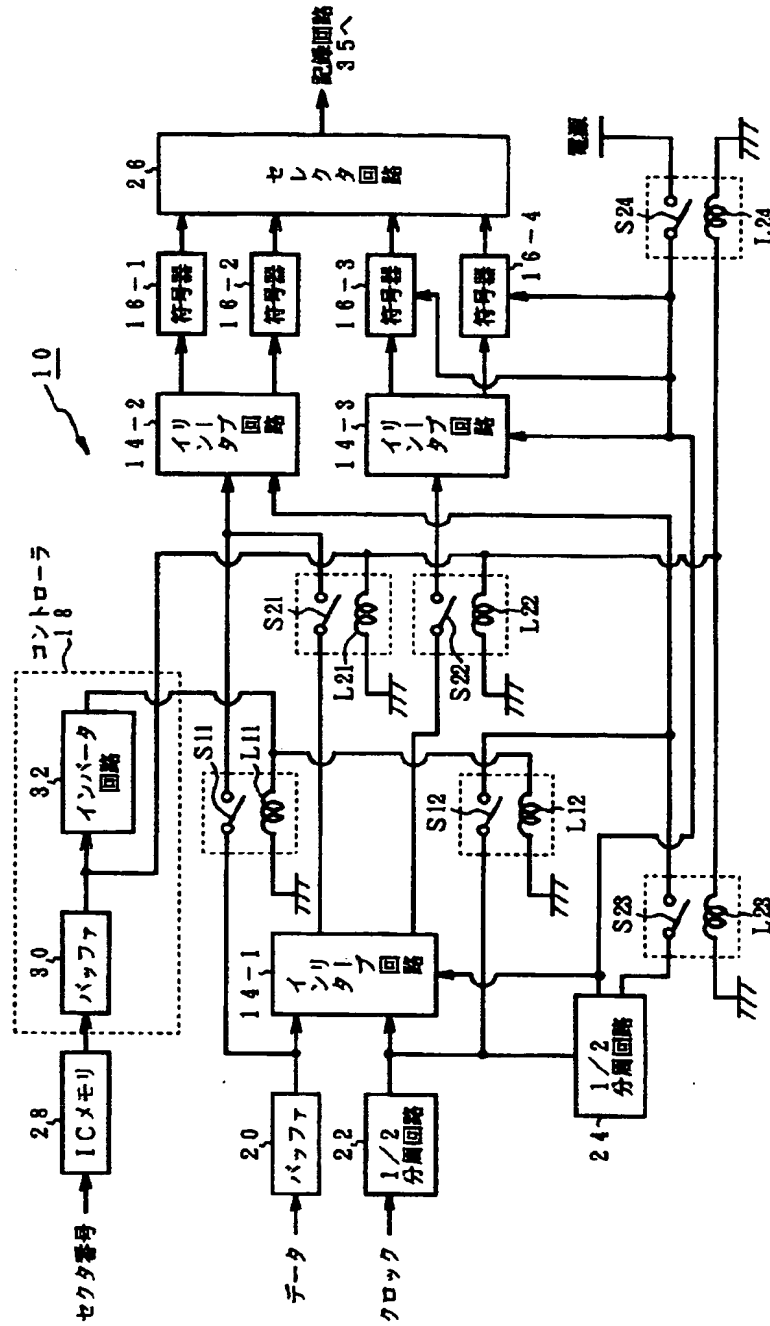 10
セクタ番号
28
ICメモリ
コントローラ
18
30
バッファ
32
インバータ
回路
データ
20
バッファ
クロック
22
1/2
分周回路
24
1/2
分周回路
14-1
インタ
リーブ
回路
S11
L11
S12
L12
S21
L21
S22
L22
S23
L23
S24
L24
電源
14-2
インタ
リーブ
回路
14-3
インタ
リーブ
回路
16-1
符号器
16-2
符号器
16-3
符号器
16-4
符号器
26
セレクタ回路
記録回路
35へ